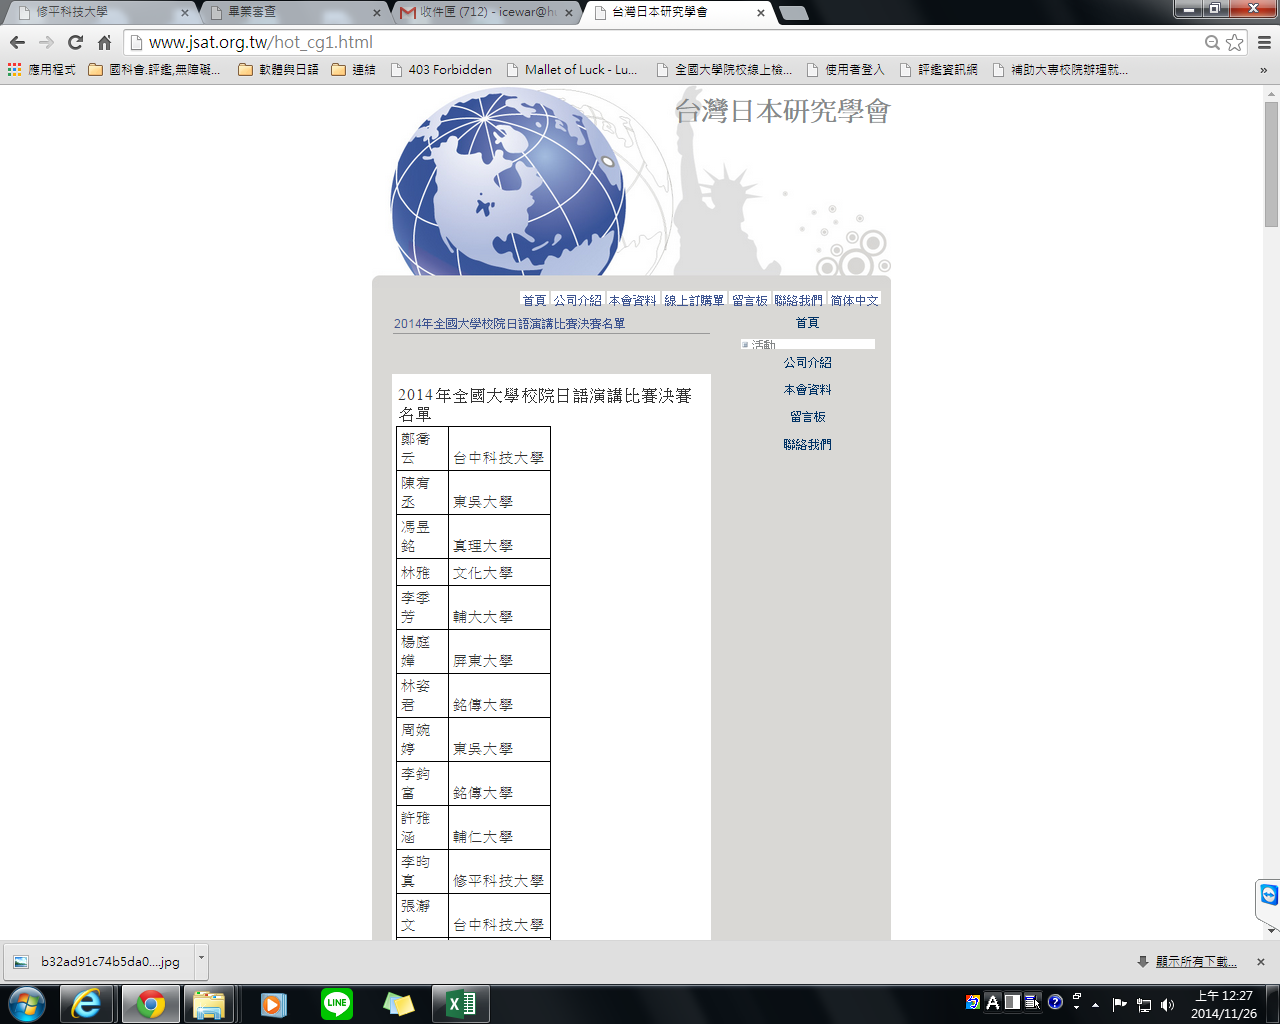 修平科技大學
畢業審查
收件匣 (712) - icewar@hu
台灣日本研究學會
www.jsat.org.tw/hot_cg1.html
應用程式
國科會.評鑑,無障礙...
軟體與日語
連結
403 Forbidden
Mallet of Luck - Lu...
全國大學院校線上檢...
使用者登入
評鑑資訊網
補助大專校院辦理就...
»
台灣日本研究學會
首頁 公司介紹 本會資料 線上訂購單 留言板 聯絡我們 简体中文
2014年全國大學校院日語演講比賽決賽名單
首頁
活動
公司介紹
本會資料
留言板
聯絡我們
2014年全國大學校院日語演講比賽決賽
名單
鄭喬
云 台中科技大學
陳宥
丞 東吳大學
馮昱
銘 真理大學
林雅 文化大學
李季
芳 輔大大學
楊庭
嬅 屏東大學
林姿
君 銘傳大學
周婉
婷 東吳大學
李鈞
富 銘傳大學
許雅
涵 輔仁大學
李昀
真 修平科技大學
張瀞
文 台中科技大學
b32ad91c74b5da0....jpg
顯示所有下載...
LINE
A
上午 12:27
2014/11/26